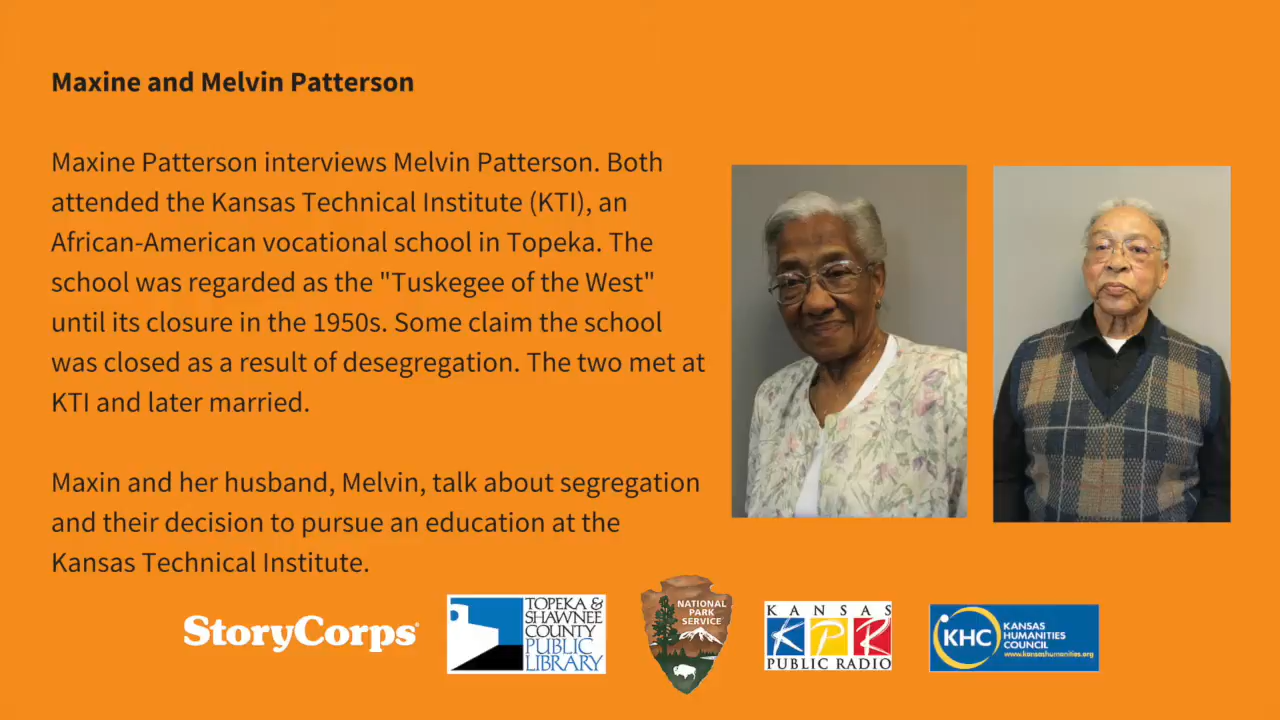 Maxine and Melvin Patterson
Maxine Patterson interviews Melvin Patterson. Both
attended the Kansas Technical Institute (KTI), an
African-American vocational school in Topeka. The
school was regarded as the "Tuskegee of the West"
until its closure in the 1950s. Some claim the school
was closed as a result of desegregation. The two met at
KTI and later married.
Maxin and her husband, Melvin, talk about segregation
and their decision to pursue an education at the
Kansas Technical Institute.
StoryCorps
TOPEKA &
SHAWNEE
COUNTY
PUBLIC
LIBRARY
NATIONAL
PARK
SERVICE
KANSAS
KPR
PUBLIC RADIO
KHC
KANSAS
HUMANITIES
COUNCIL
www.kansashumanities.org